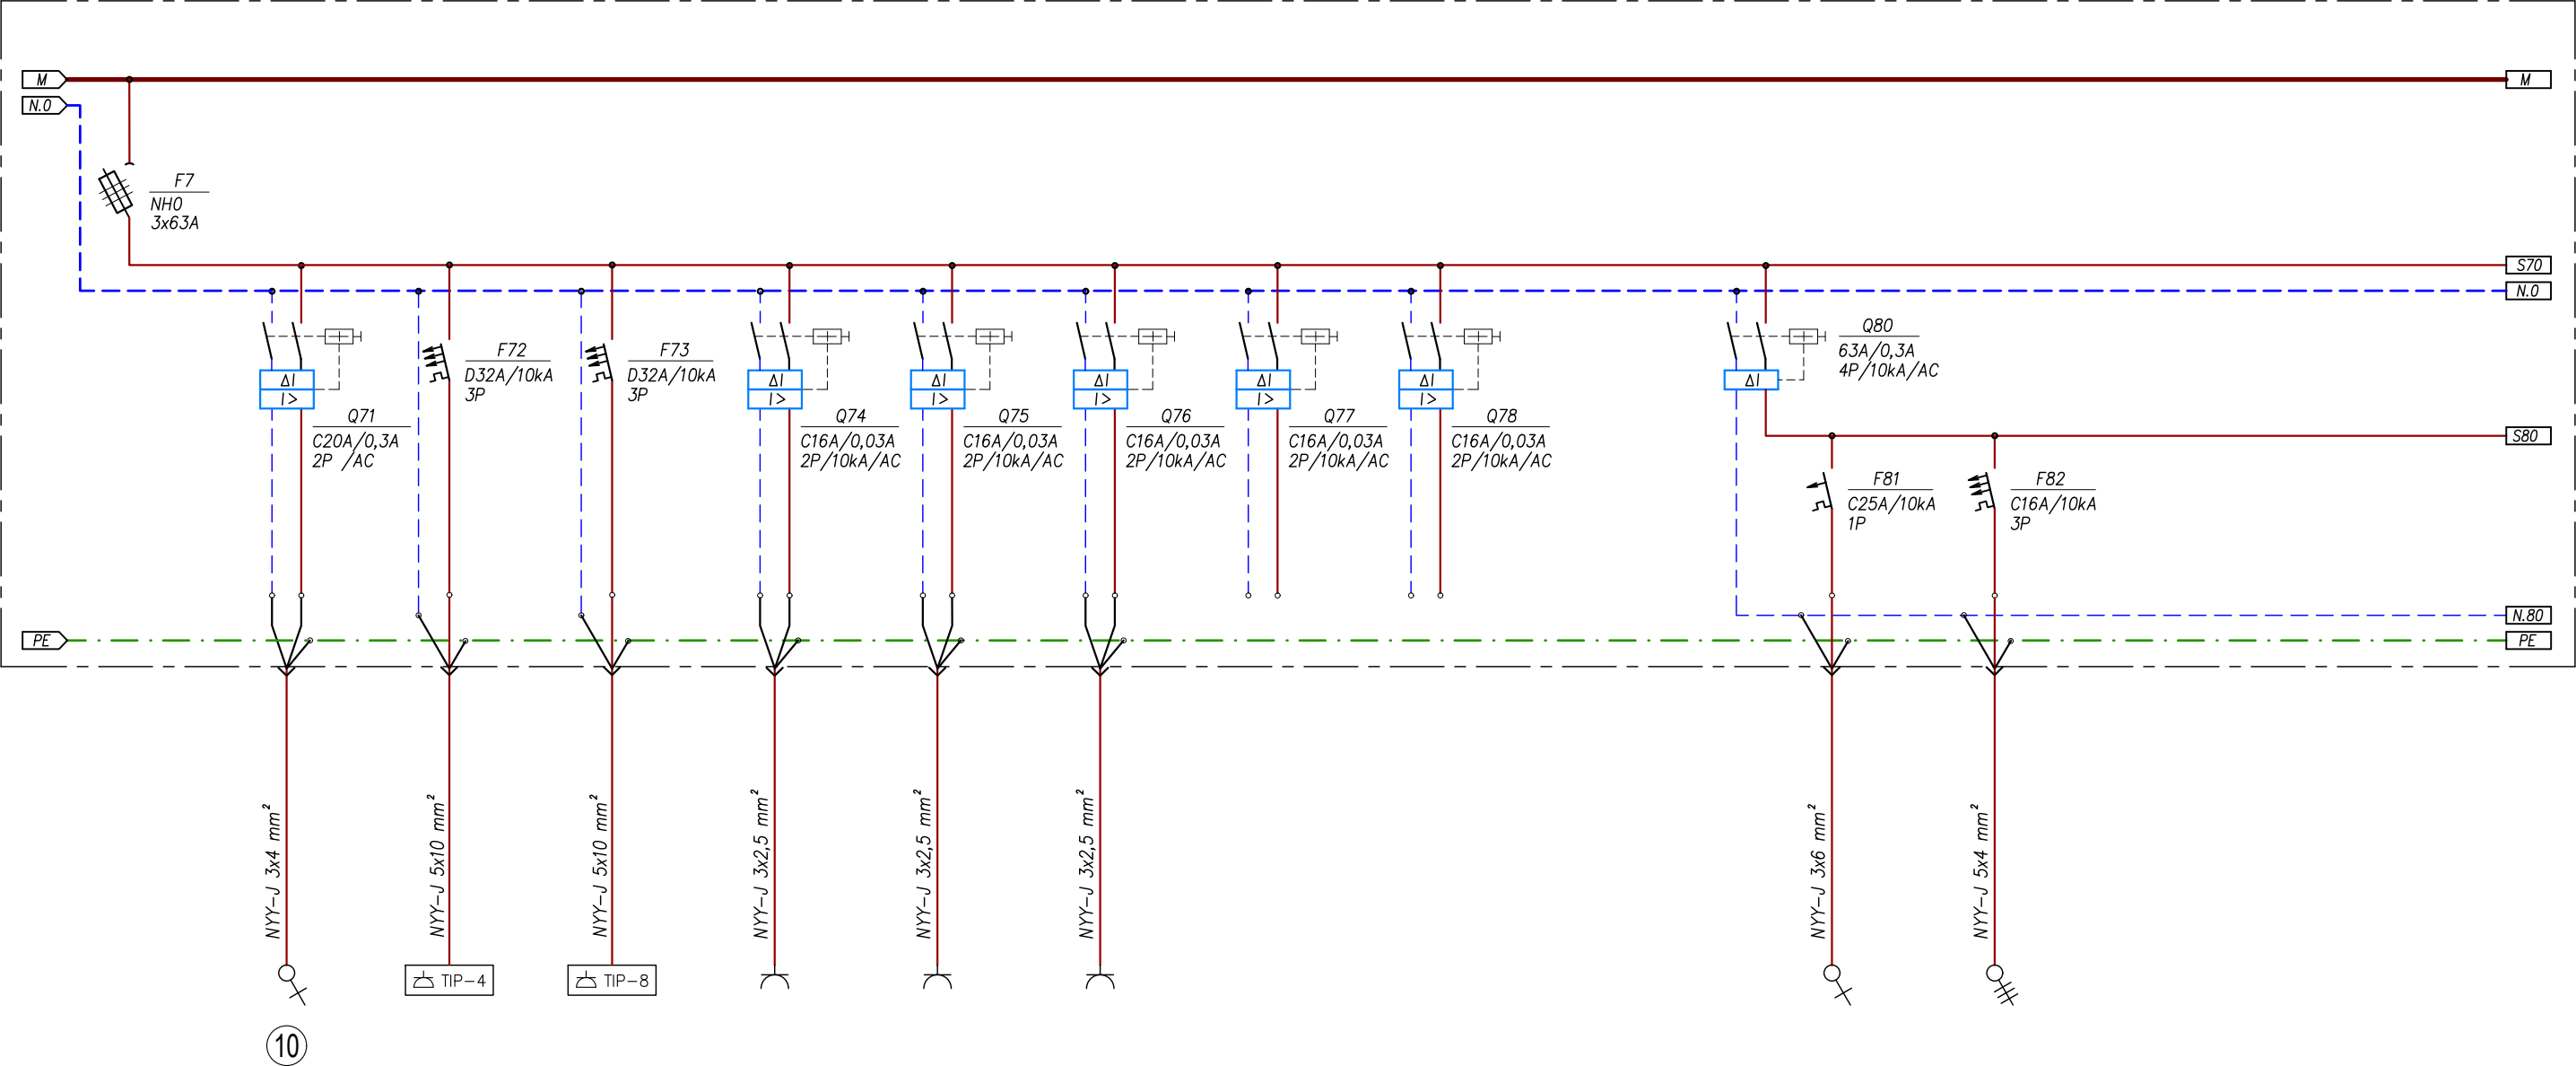 M
M
N.0
F7
NH0
3x63A
S70
N.0
Q80
63A/0,3A
4P/10kA/AC
F72
D32A/10kA
3P
F73
D32A/10kA
3P
ΔI
I>
ΔI
I>
ΔI
I>
ΔI
I>
ΔI
I>
ΔI
I>
ΔI
Q71
C20A/0,3A
2P /AC
Q74
C16A/0,03A
2P/10kA/AC
Q75
C16A/0,03A
2P/10kA/AC
Q76
C16A/0,03A
2P/10kA/AC
Q77
C16A/0,03A
2P/10kA/AC
Q78
C16A/0,03A
2P/10kA/AC
S80
F81
C25A/10kA
1P
F82
C16A/10kA
3P
N.80
PE
PE
NYY-J 3x4 mm²
NYY-J 5x10 mm²
NYY-J 5x10 mm²
NYY-J 3x2,5 mm²
NYY-J 3x2,5 mm²
NYY-J 3x2,5 mm²
NYY-J 3x6 mm²
NYY-J 5x4 mm²
TIP-4
TIP-8
10